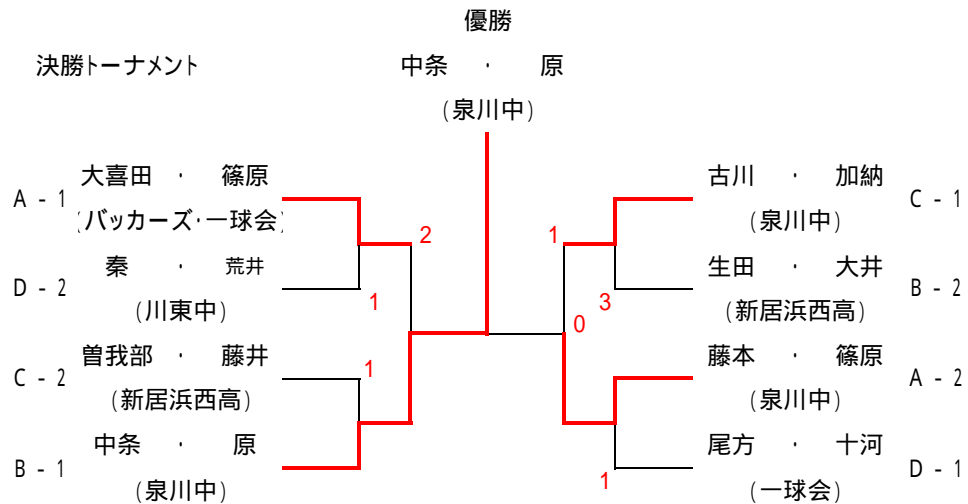 優勝
決勝トーナメント
中条 ・ 原
(泉川中)
A - 1
大喜田 ・ 篠原
(バッカーズ・一球会)
2
D - 2
秦 ・ 荒井
(川東中)
1
C - 2
曽我部 ・ 藤井
(新居浜西高)
1
B - 1
中条 ・ 原
(泉川中)
古川 ・ 加納
(泉川中)
C - 1
1
生田 ・ 大井
(新居浜西高)
B - 2
3
0
藤本 ・ 篠原
(泉川中)
A - 2
尾方 ・ 十河
(一球会)
D - 1
1